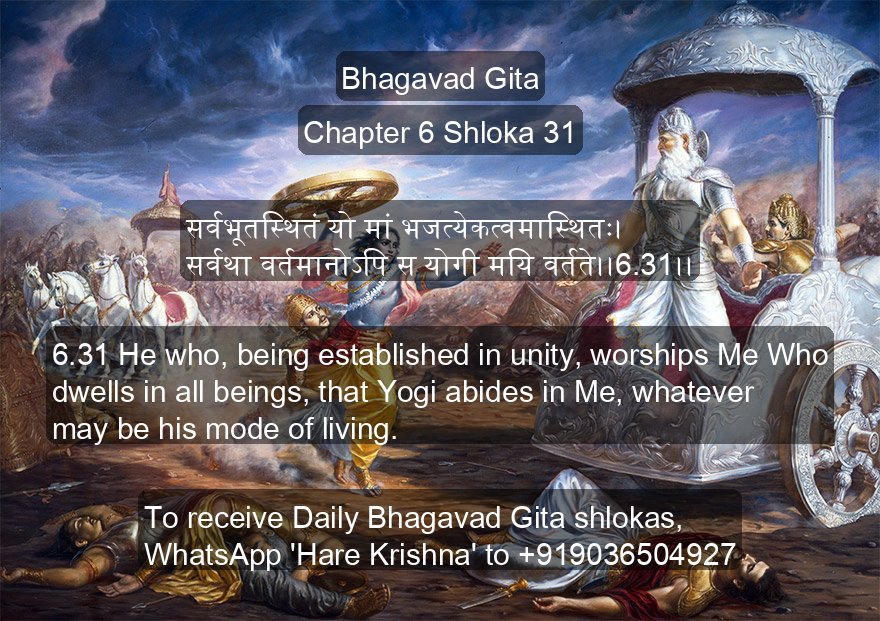 Bhagavad Gita
Chapter 6 Shloka 31
सर्वभूतस्थितं यो मां भजत्येकत्वमास्थितः।
सर्वथा वर्तमानोऽपि स योगी मयि वर्तते।।6.31।।
6.31 He who, being established in unity, worships Me Who
dwells in all beings, that Yogi abides in Me, whatever
may be his mode of living.
To receive Daily Bhagavad Gita shlokas,
WhatsApp 'Hare Krishna' to +919036504927